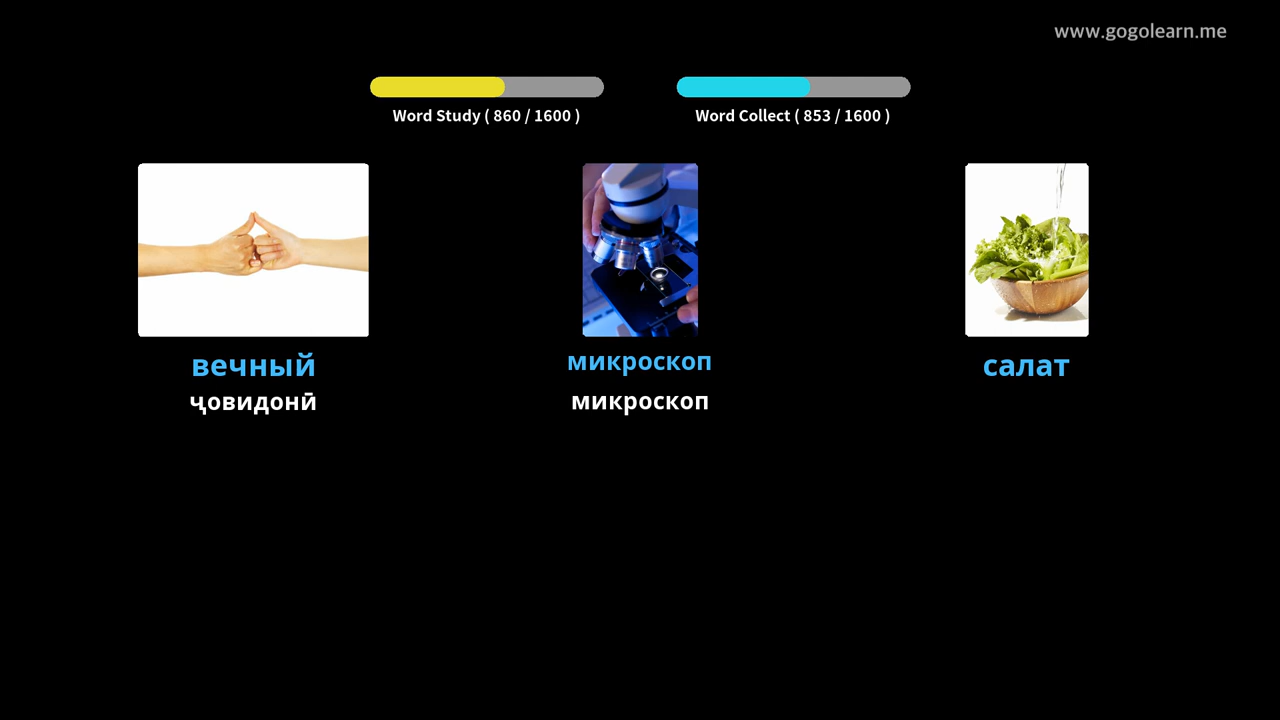 www.gogolearn.me
Word Study ( 860 / 1600 )
Word Collect ( 853 / 1600 )
вечный
ҷовидонӣ
микроскоп
микроскоп
салат